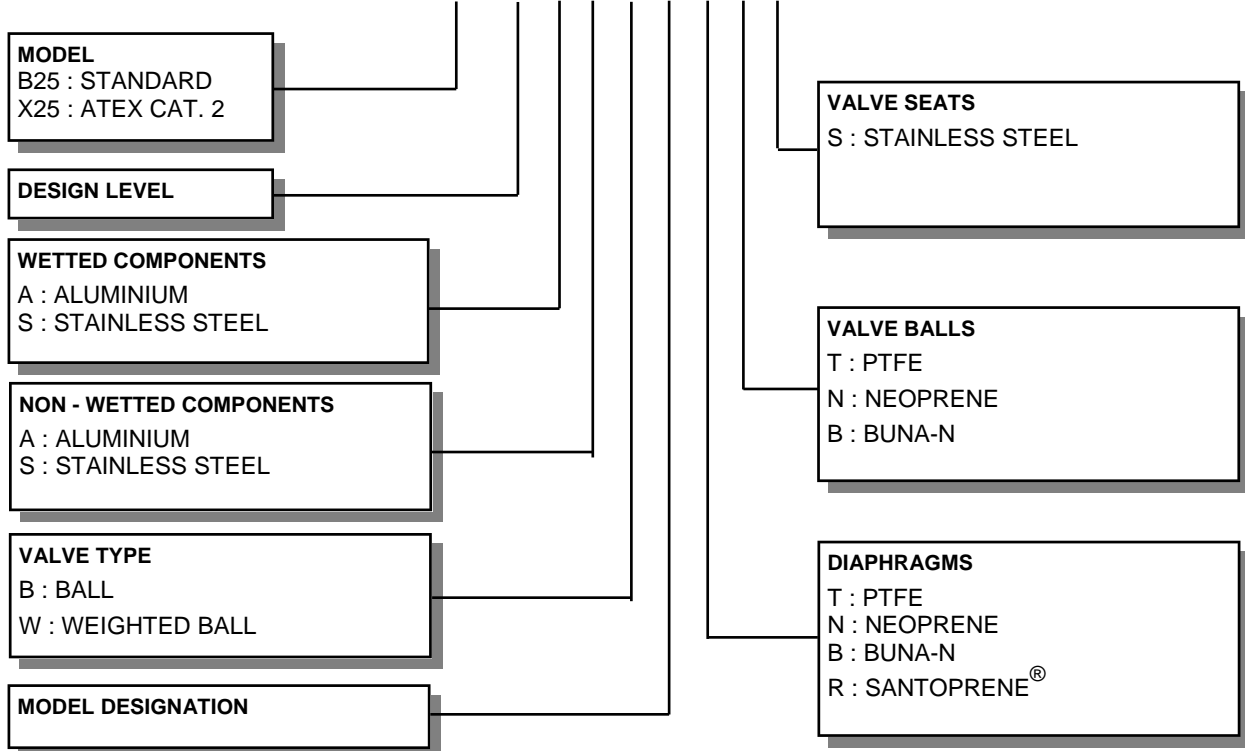 MODEL
B25 : STANDARD
X25 : ATEX CAT. 2
DESIGN LEVEL
WETTED COMPONENTS
A : ALUMINIUM
S : STAINLESS STEEL
NON - WETTED COMPONENTS
A : ALUMINIUM
S : STAINLESS STEEL
VALVE TYPE
B : BALL
W : WEIGHTED BALL
MODEL DESIGNATION
VALVE SEATS
S : STAINLESS STEEL
VALVE BALLS
T : PTFE
N : NEOPRENE
B : BUNA-N
DIAPHRAGMS
T : PTFE
N : NEOPRENE
B : BUNA-N
R : SANTOPRENE®